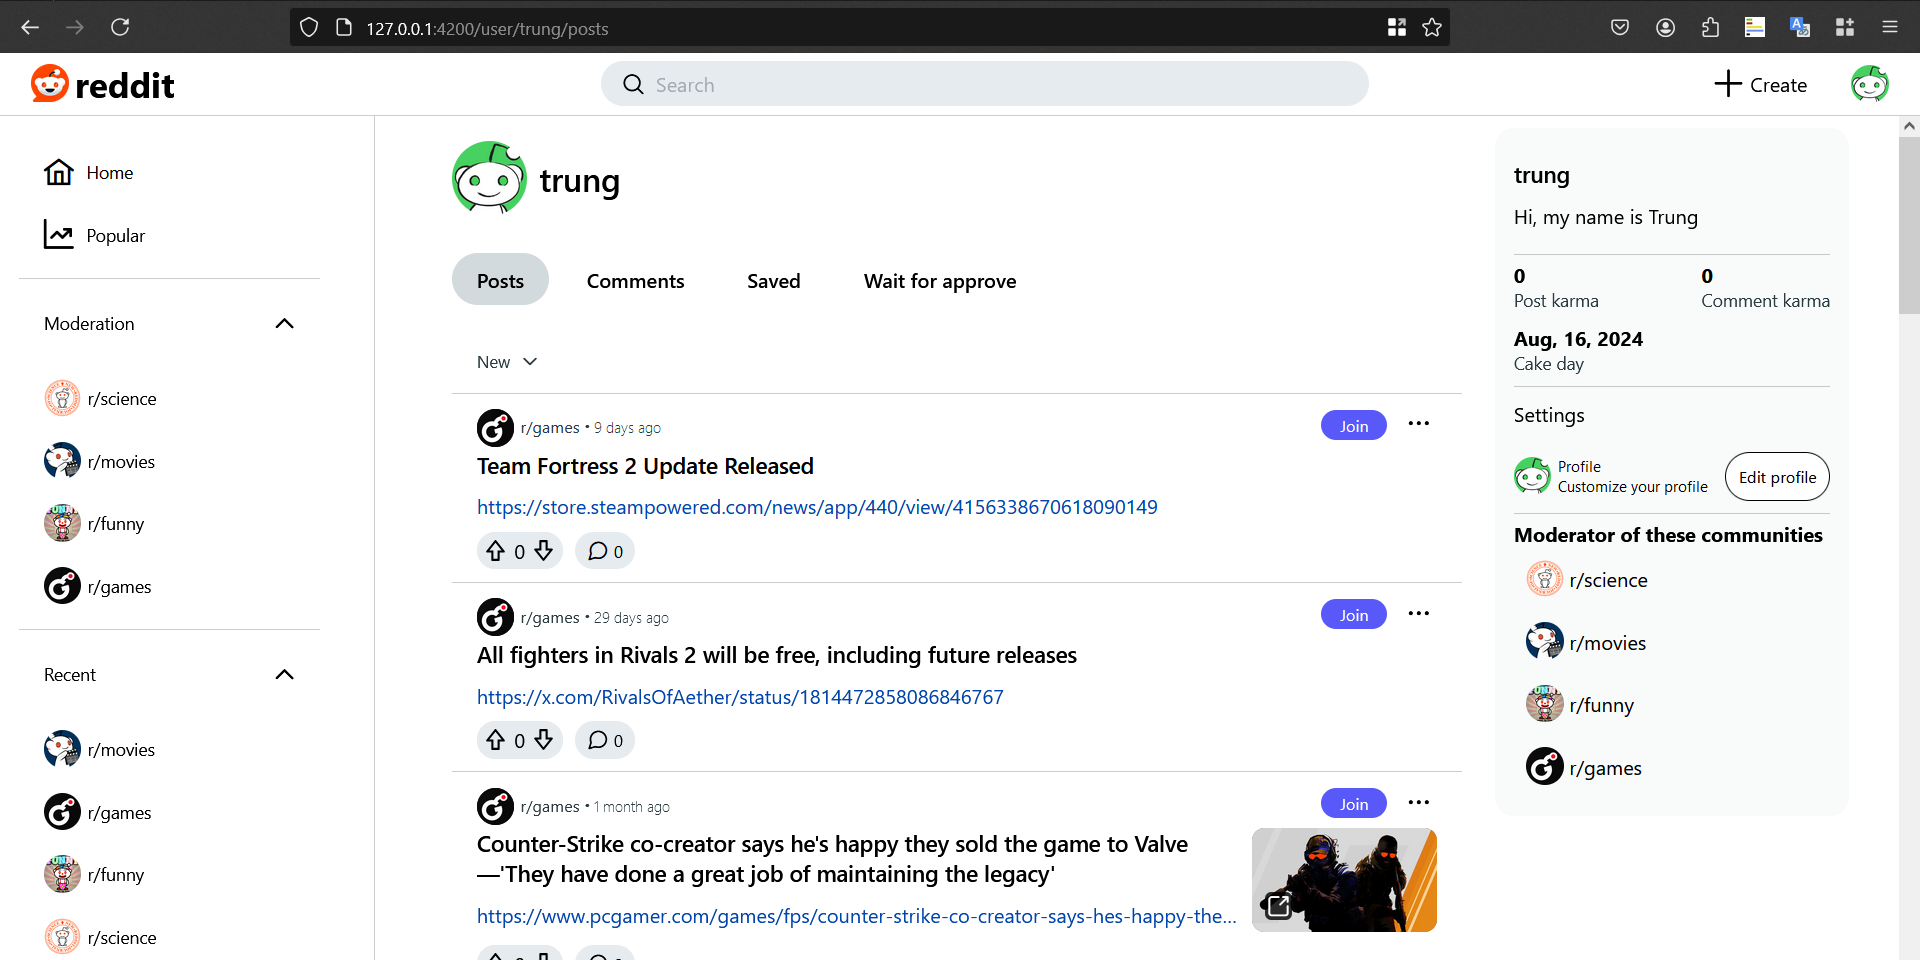 127.0.0.1:4200/user/trung/posts
reddit
Search
Create
Home
Popular
Moderation
r/science
r/movies
r/funny
r/games
Recent
r/movies
r/games
r/funny
r/science
trung
Posts
Comments
Saved
Wait for approve
New
r/games • 9 days ago
Join
Team Fortress 2 Update Released
https://store.steampowered.com/news/app/440/view/4156338670618090149
0
0
r/games • 29 days ago
Join
All fighters in Rivals 2 will be free, including future releases
https://x.com/RivalsOfAether/status/1814472858086846767
0
0
r/games • 1 month ago
Join
Counter-Strike co-creator says he's happy they sold the game to Valve
—'They have done a great job of maintaining the legacy'
https://www.pcgamer.com/games/fps/counter-strike-co-creator-says-hes-happy-the...
trung
Hi, my name is Trung
0
Post karma
0
Comment karma
Aug, 16, 2024
Cake day
Settings
Profile
Customize your profile
Edit profile
Moderator of these communities
r/science
r/movies
r/funny
r/games